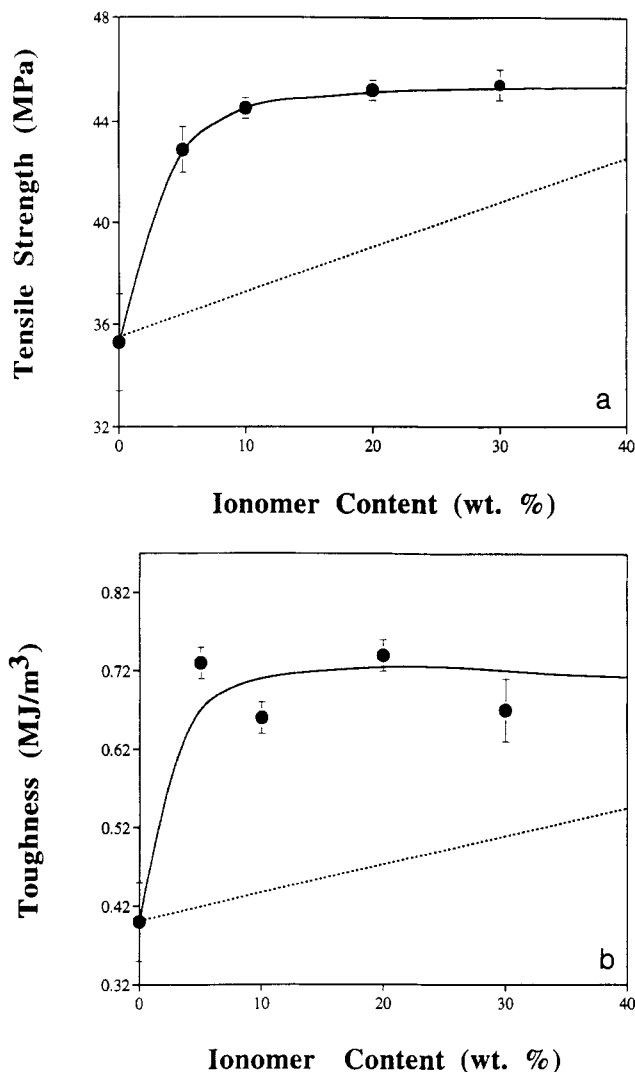 48
44
40
36
32
Tensile Strength (MPa)
a
0 10 20 30 40
Ionomer Content (wt. %)
0.82
0.72
0.62
0.52
0.42
0.32
Toughness (MJ/m³)
b
0 10 20 30 40
Ionomer Content (wt. %)